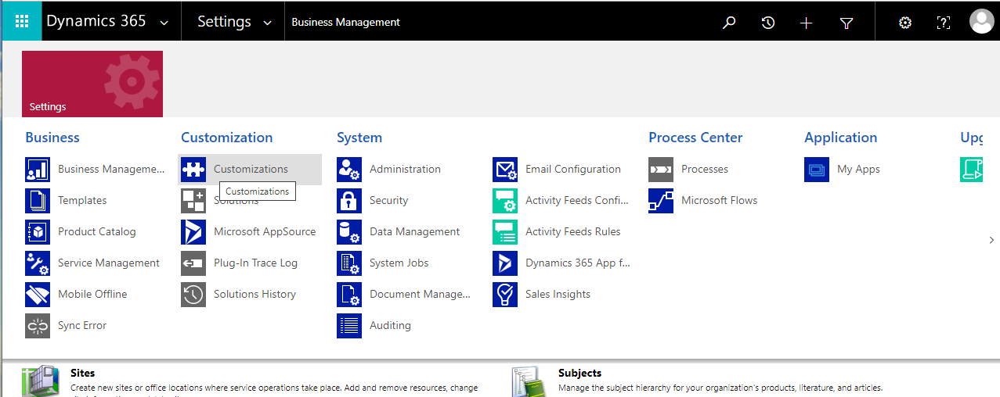 Dynamics 365 Settings Business Management
Settings
Business
Business Manageme...
Templates
Product Catalog
Service Management
Mobile Offline
Sync Error
Customization
Customizations
Customizations
Solutions
Microsoft AppSource
Plug-In Trace Log
Solutions History
System
Administration
Security
Data Management
System Jobs
Document Manage...
Auditing
Email Configuration
Activity Feeds Confi...
Activity Feeds Rules
Dynamics 365 App f...
Sales Insights
Process Center
Processes
Microsoft Flows
Application
My Apps
Sites
Create new sites or office locations where service operations take place. Add and remove resources, change
Subjects
Manage the subject hierarchy for your organization's products, literature, and articles.